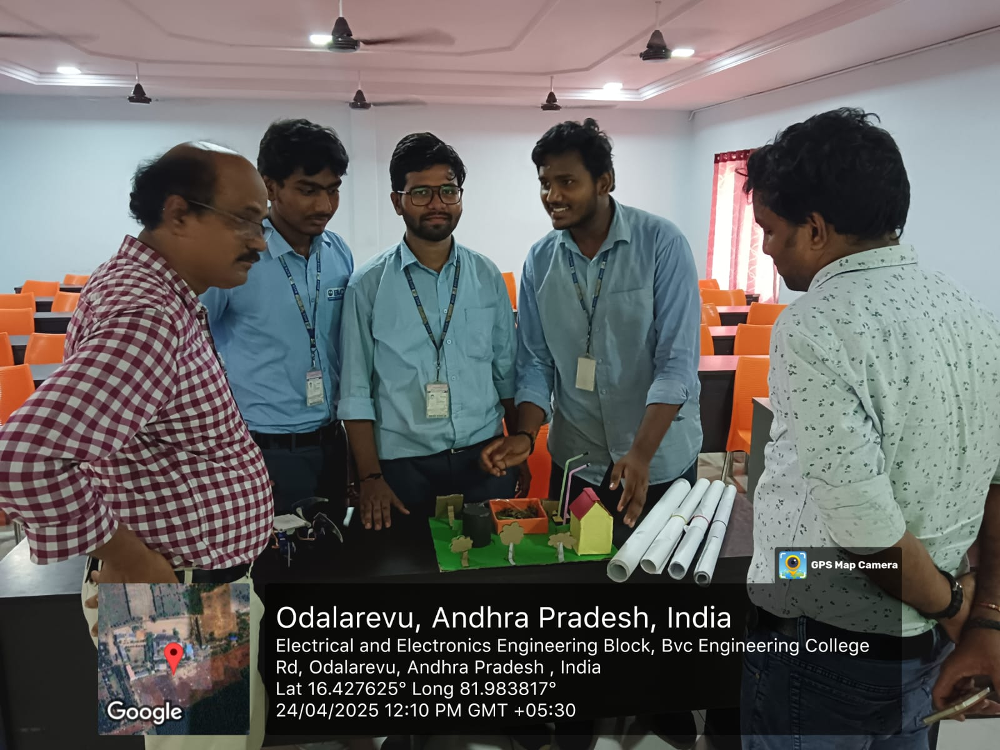 BVC
GPS Map Camera
Odalarevu, Andhra Pradesh, India
Electrical and Electronics Engineering Block, Bvc Engineering College
Rd, Odalarevu, Andhra Pradesh , India
Lat 16.427625° Long 81.983817°
24/04/2025 12:10 PM GMT +05:30
Google